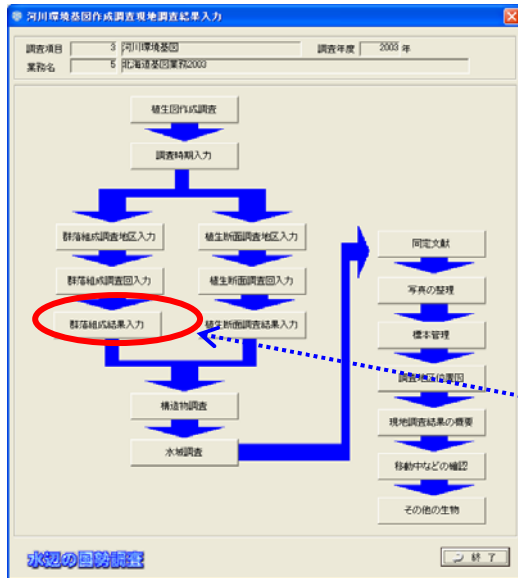 河川環境基図作成調査現地調査結果入力
調査項目 3 河川環境基図 調査年度 2003 年
業務名 5 北海道基図業務2003
植生図作成調査
調査時期入力
群落組成調査地区入力
植生断面調査地区入力
群落組成調査回入力
植生断面調査回入力
群落組成結果入力
植生断面調査結果入力
構造物調査
水域調査
同定文献
写真の整理
標本管理
調査地区位置図
現地調査結果の概要
移動中などの確認
その他の生物
水辺の国勢調査
終了